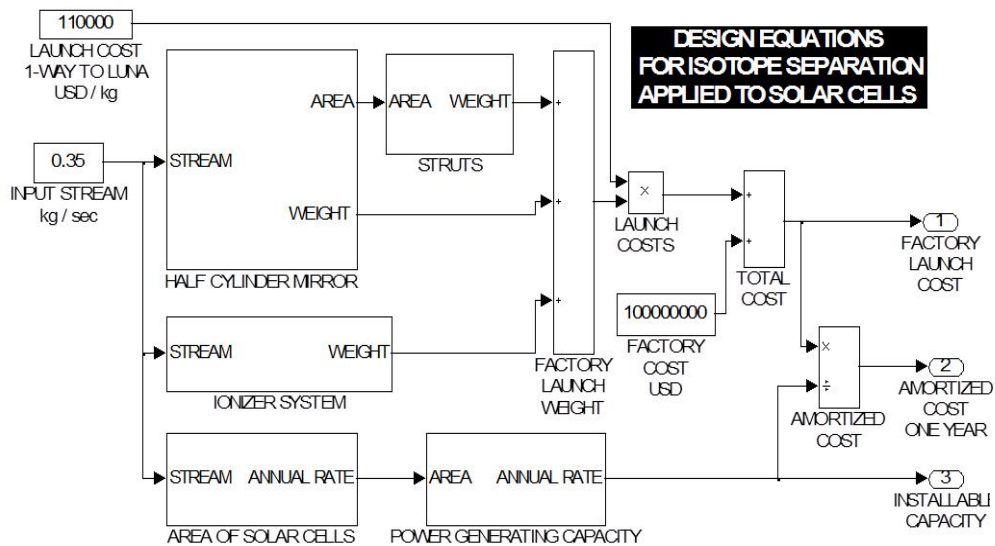 110000
LAUNCH COST
1-WAY TO LUNA
USD / kg
DESIGN EQUATIONS
FOR ISOTOPE SEPARATION
APPLIED TO SOLAR CELLS
0.35
INPUT STREAM
kg / sec
STREAM
AREA
WEIGHT
HALF CYLINDER MIRROR
AREA WEIGHT
STRUTS
+
+
+
FACTORY
LAUNCH
WEIGHT
×
LAUNCH
COSTS
100000000
FACTORY
COST
USD
+
+
TOTAL
COST
1
FACTORY
LAUNCH
COST
STREAM WEIGHT
IONIZER SYSTEM
×
÷
AMORTIZED
COST
2
AMORTIZED
COST
ONE YEAR
STREAM ANNUAL RATE
AREA OF SOLAR CELLS
AREA ANNUAL RATE
POWER GENERATING CAPACITY
3
INSTALLABLE
CAPACITY